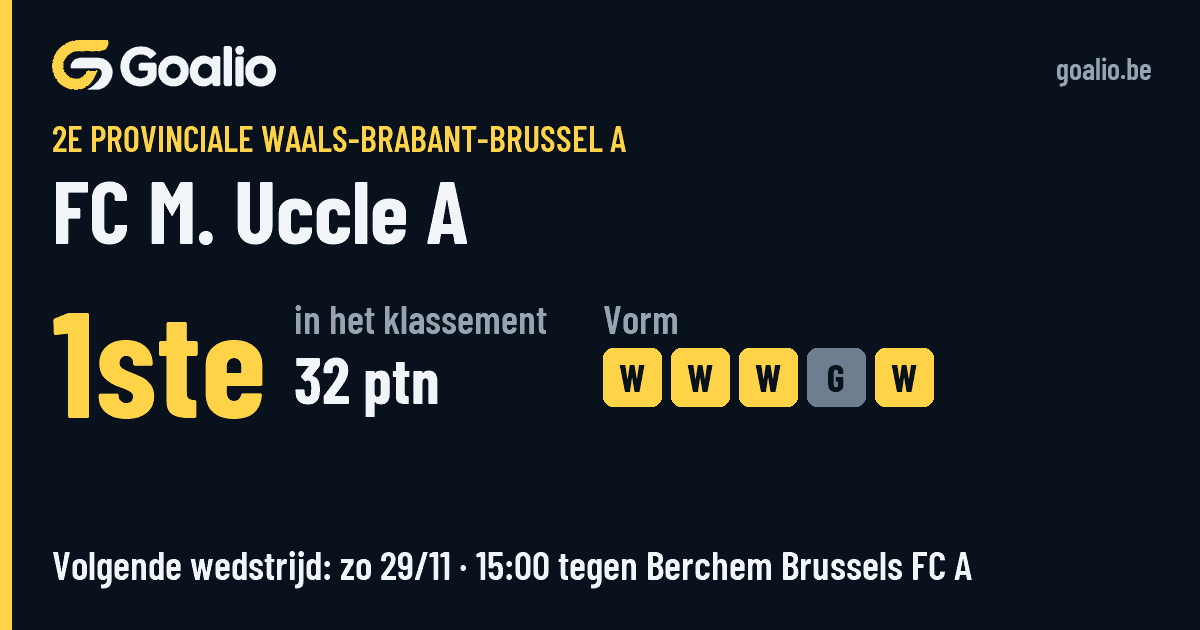 Goalio
goalio.be
2E PROVINCIALE WAALS-BRABANT-BRUSSEL A
FC M. Uccle A
1ste
in het klassement
32 ptn
Vorm
W W W G W
Volgende wedstrijd: zo 29/11 · 15:00 tegen Berchem Brussels FC A